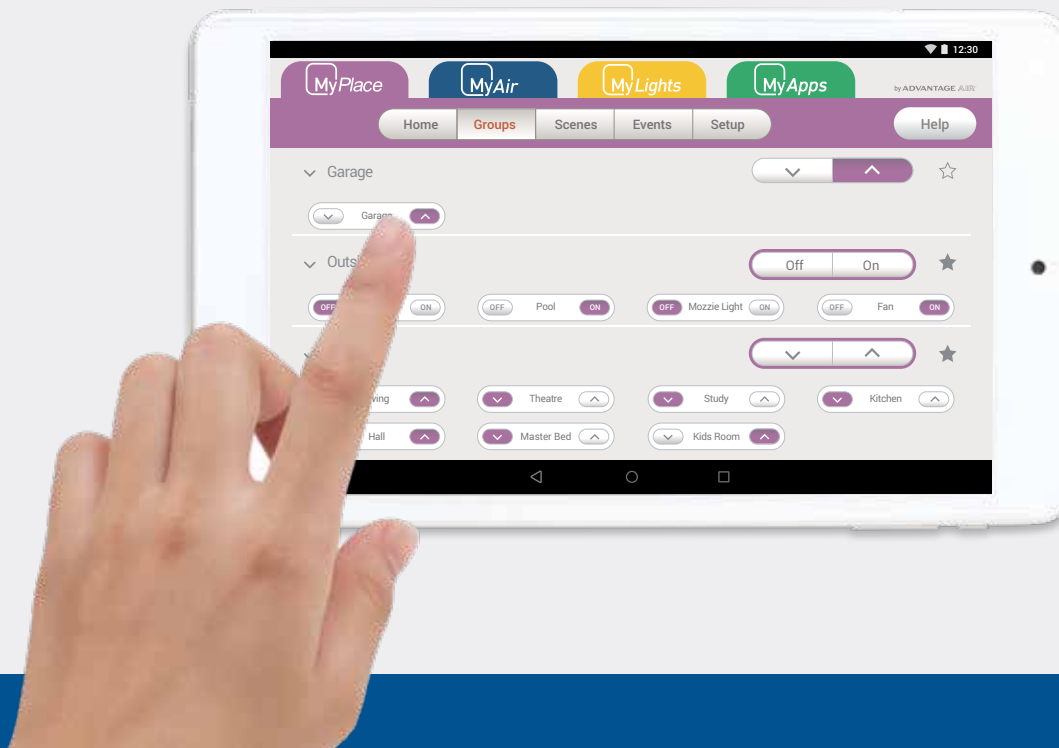 12:30
MyPlace MyAir MyLights MyApps by ADVANTAGE AIR
Home Groups Scenes Events Setup Help
Garage
Garage
Off On
OFF ON OFF Pool ON OFF Mozzie Light ON OFF Fan ON
Theatre Study Kitchen
Hall Master Bed Kids Room